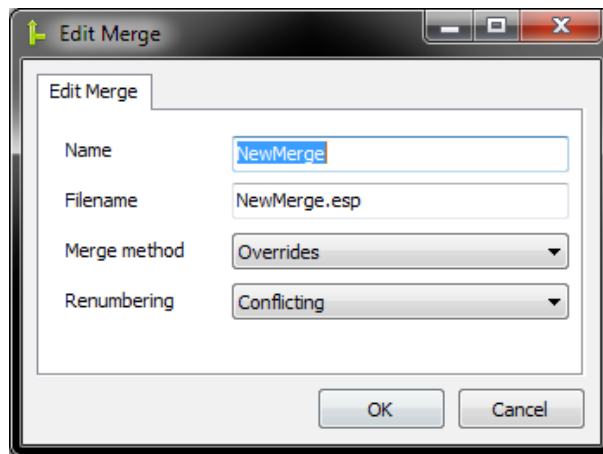 Edit Merge
Edit Merge
Name NewMerge
Filename NewMerge.esp
Merge method Overrides
Renumbering Conflicting
OK Cancel